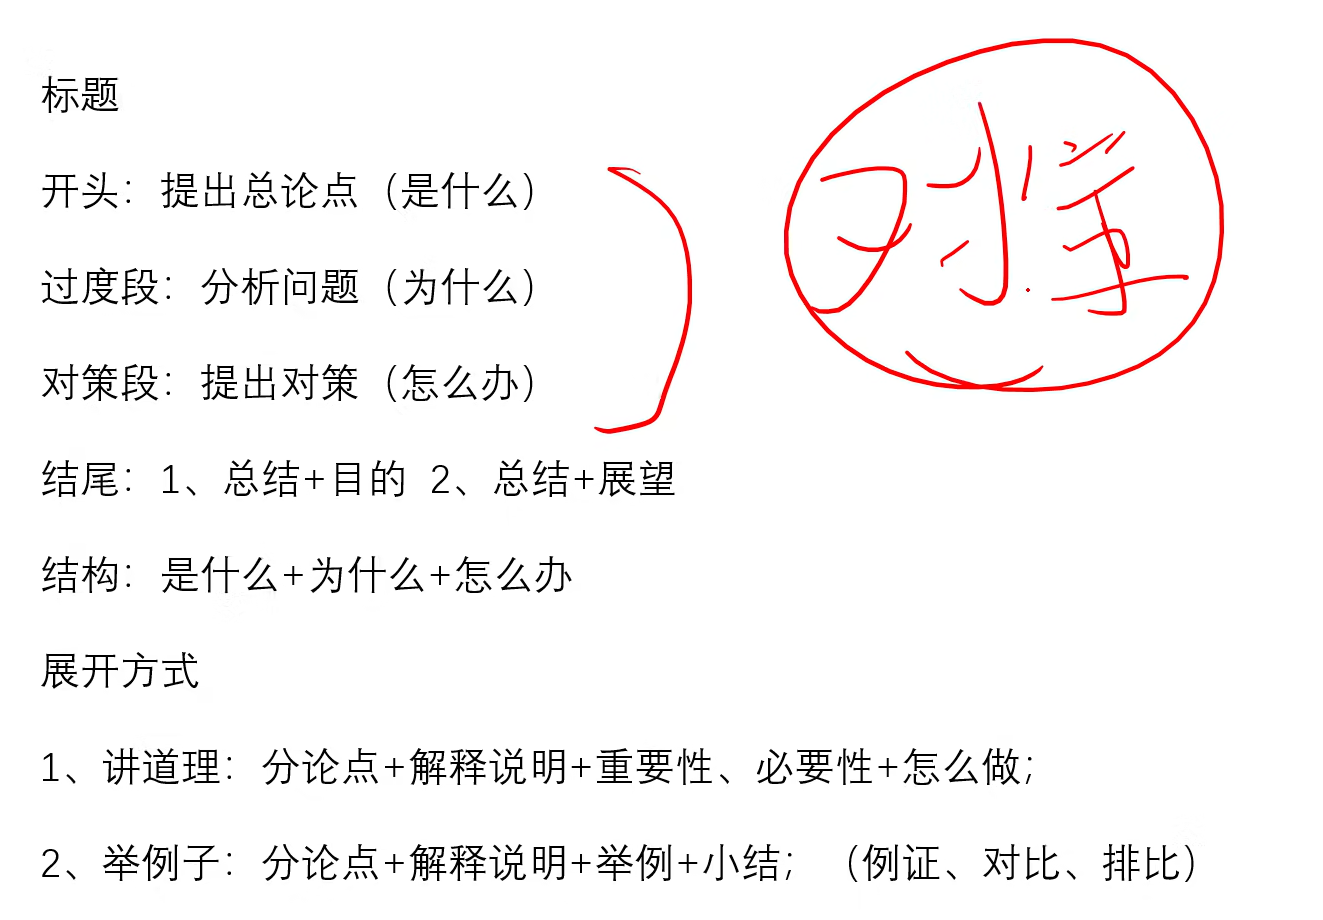 标题
开头：提出总论点（是什么）
过度段：分析问题（为什么）
对策段：提出对策（怎么办）
结尾：1、总结+目的 2、总结+展望
结构：是什么+为什么+怎么办
展开方式
1、讲道理：分论点+解释说明+重要性、必要性+怎么做；
2、举例子：分论点+解释说明+举例+小结；（例证、对比、排比）
对策